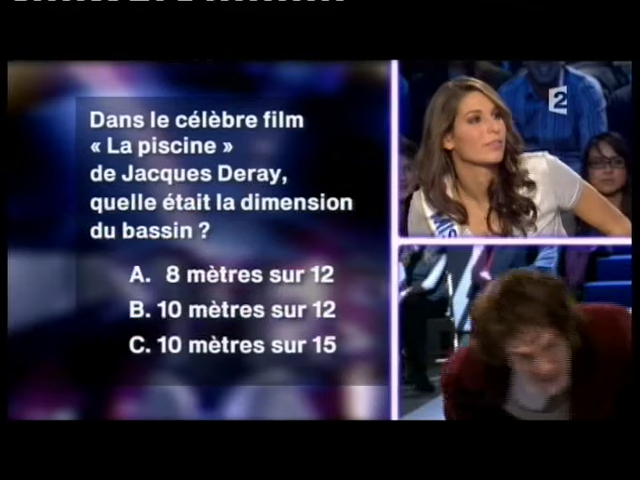 Dans le célèbre film
« La piscine »
de Jacques Deray,
quelle était la dimension
du bassin ?
A. 8 mètres sur 12
B. 10 mètres sur 12
C. 10 mètres sur 15
2
MIS